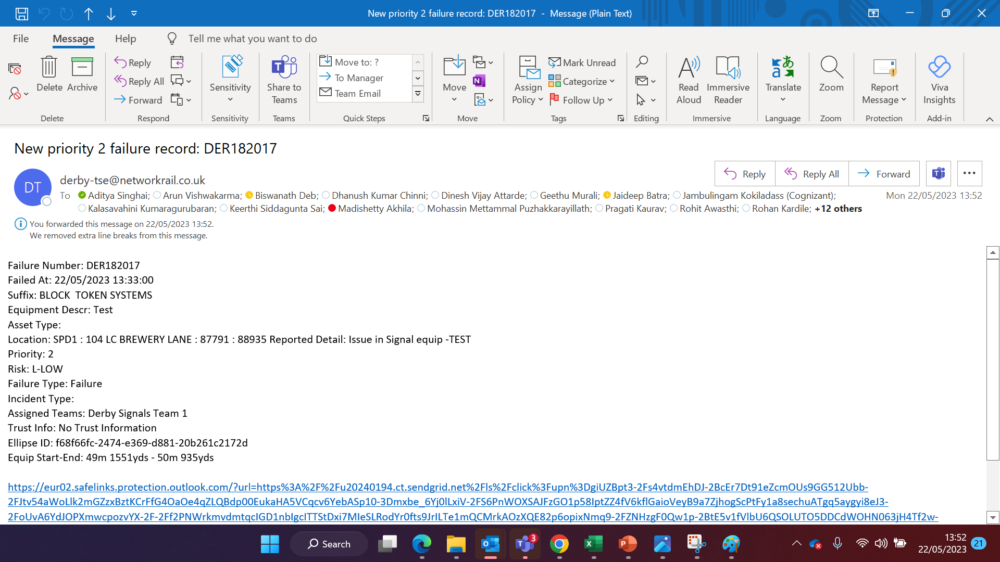 New priority 2 failure record: DER182017 - Message (Plain Text)
File Message Help Tell me what you want to do
Delete
Archive
Reply
Reply All
Forward
Sensitivity
Share to
Teams
Move to: ?
To Manager
Team Email
Move
Assign
Policy
Mark Unread
Categorize
Follow Up
Read
Aloud
Immersive
Reader
Translate
Zoom
Report
Message
Viva
Insights
Delete Respond Sensitivity Teams Quick Steps Move Tags Editing Immersive Language Zoom Protection Add-in
New priority 2 failure record: DER182017
DT
derby-tse@networkrail.co.uk
Reply Reply All Forward
To Aditya Singhai; Arun Vishwakarma; Biswanath Deb; Dhanush Kumar Chinni; Dinesh Vijay Attarde; Geethu Murali; Jaideep Batra; Jambulingam Kokiladass (Cognizant);
Mon 22/05/2023 13:52
Kalasavahini Kumaragurubaran; Keerthi Siddagunta Sai; Madishetty Akhila; Mohassin Mettammal Puzhakkarayillath; Pragati Kaurav; Rohit Awasthi; Rohan Kardile; +12 others
You forwarded this message on 22/05/2023 13:52.
We removed extra line breaks from this message.
Failure Number: DER182017
Failed At: 22/05/2023 13:33:00
Suffix: BLOCK  TOKEN SYSTEMS
Equipment Descr: Test
Asset Type:
Location: SPD1 : 104 LC BREWERY LANE : 87791 : 88935 Reported Detail: Issue in Signal equip -TEST
Priority: 2
Risk: L-LOW
Failure Type: Failure
Incident Type:
Assigned Teams: Derby Signals Team 1
Trust Info: No Trust Information
Ellipse ID: f68f66fc-2474-e369-d881-20b261c2172d
Equip Start-End: 49m 1551yds - 50m 935yds
https://eur02.safelinks.protection.outlook.com/?url=https%3A%2F%2Fu20240194.ct.sendgrid.net%2Fls%2Fclick%3Fupn%3DgiUZBpt3-2Fs4vtdmEhDJ-2BcEr7Dt91eZcmOUs9GG512Ubb-
2FJtv54aWoLlk2mGZzxBztKCrFfG4OaOe4qZLQBdp00EukaHA5VCqcv6YebASp10-3Dmxbe_6Yj0lLxiV-2FS6PnWOXSAJFzGO1p58IptZZ4fV6kflGaioVeyB9a7ZjhogScPtFy1a8sechuATgq5aygyi8eJ3-
2FoUvA6YdJOPXmwcpozvYX-2F-2Ff2PNWrkmvdmtqcIGD1nbIgcITTStDxi7MIeSLRodYr0fts9JrILTe1mQCMrkAOzXQE82p6opixNmq9-2FZNHzgF0Qw1p-2BtE5v1fVlbU6QSOLUTO5DDCdWOHN063jH4Tf2w-
Search
3
13:52
22/05/2023
21